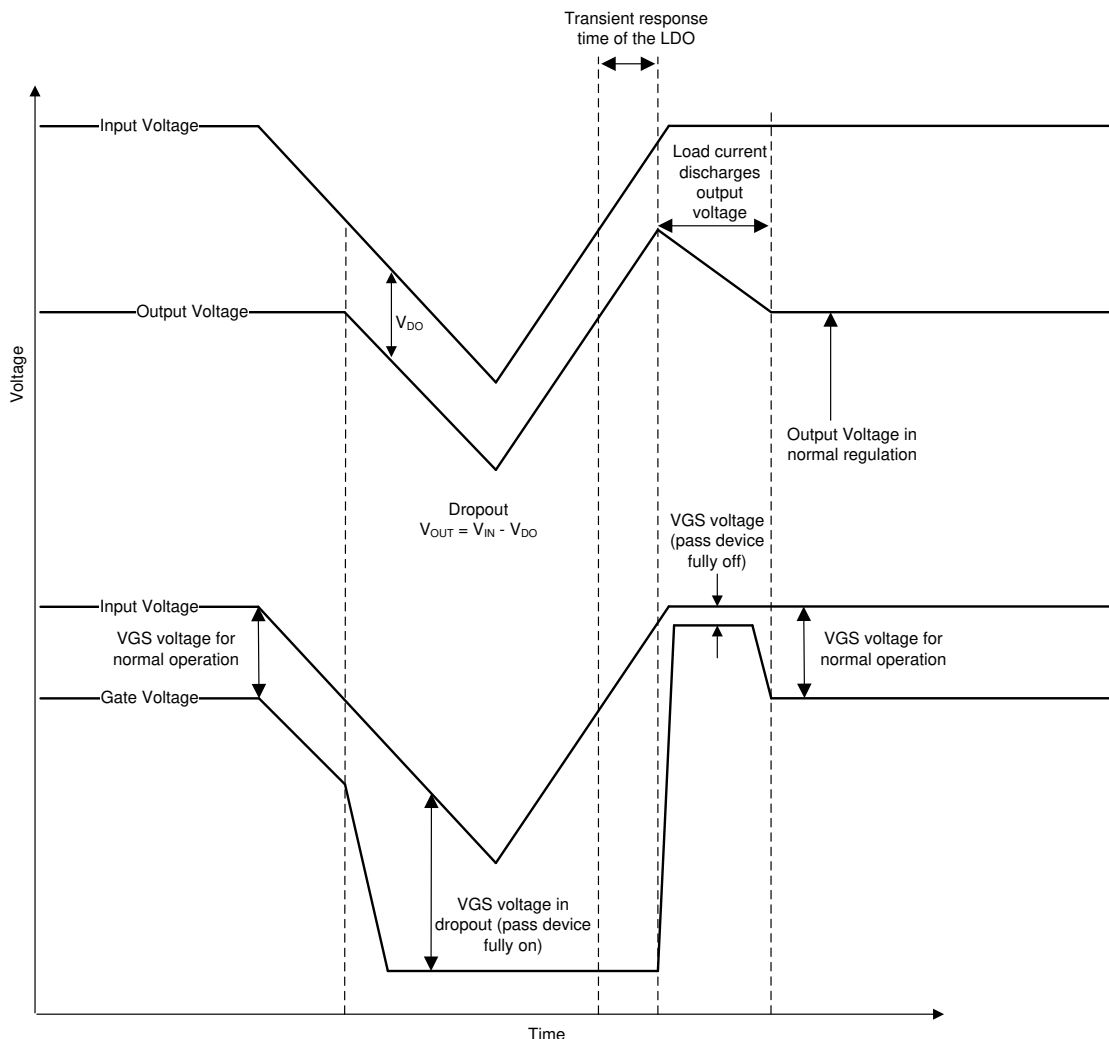 Transient response
time of the LDO
Input Voltage
Load current
discharges
output
voltage
Output Voltage
V_DO
Voltage
Output Voltage in
normal regulation
Dropout
V_OUT = V_IN - V_DO
VGS voltage
(pass device
fully off)
Input Voltage
VGS voltage for
normal operation
VGS voltage for
normal operation
Gate Voltage
VGS voltage in
dropout (pass device
fully on)
Time